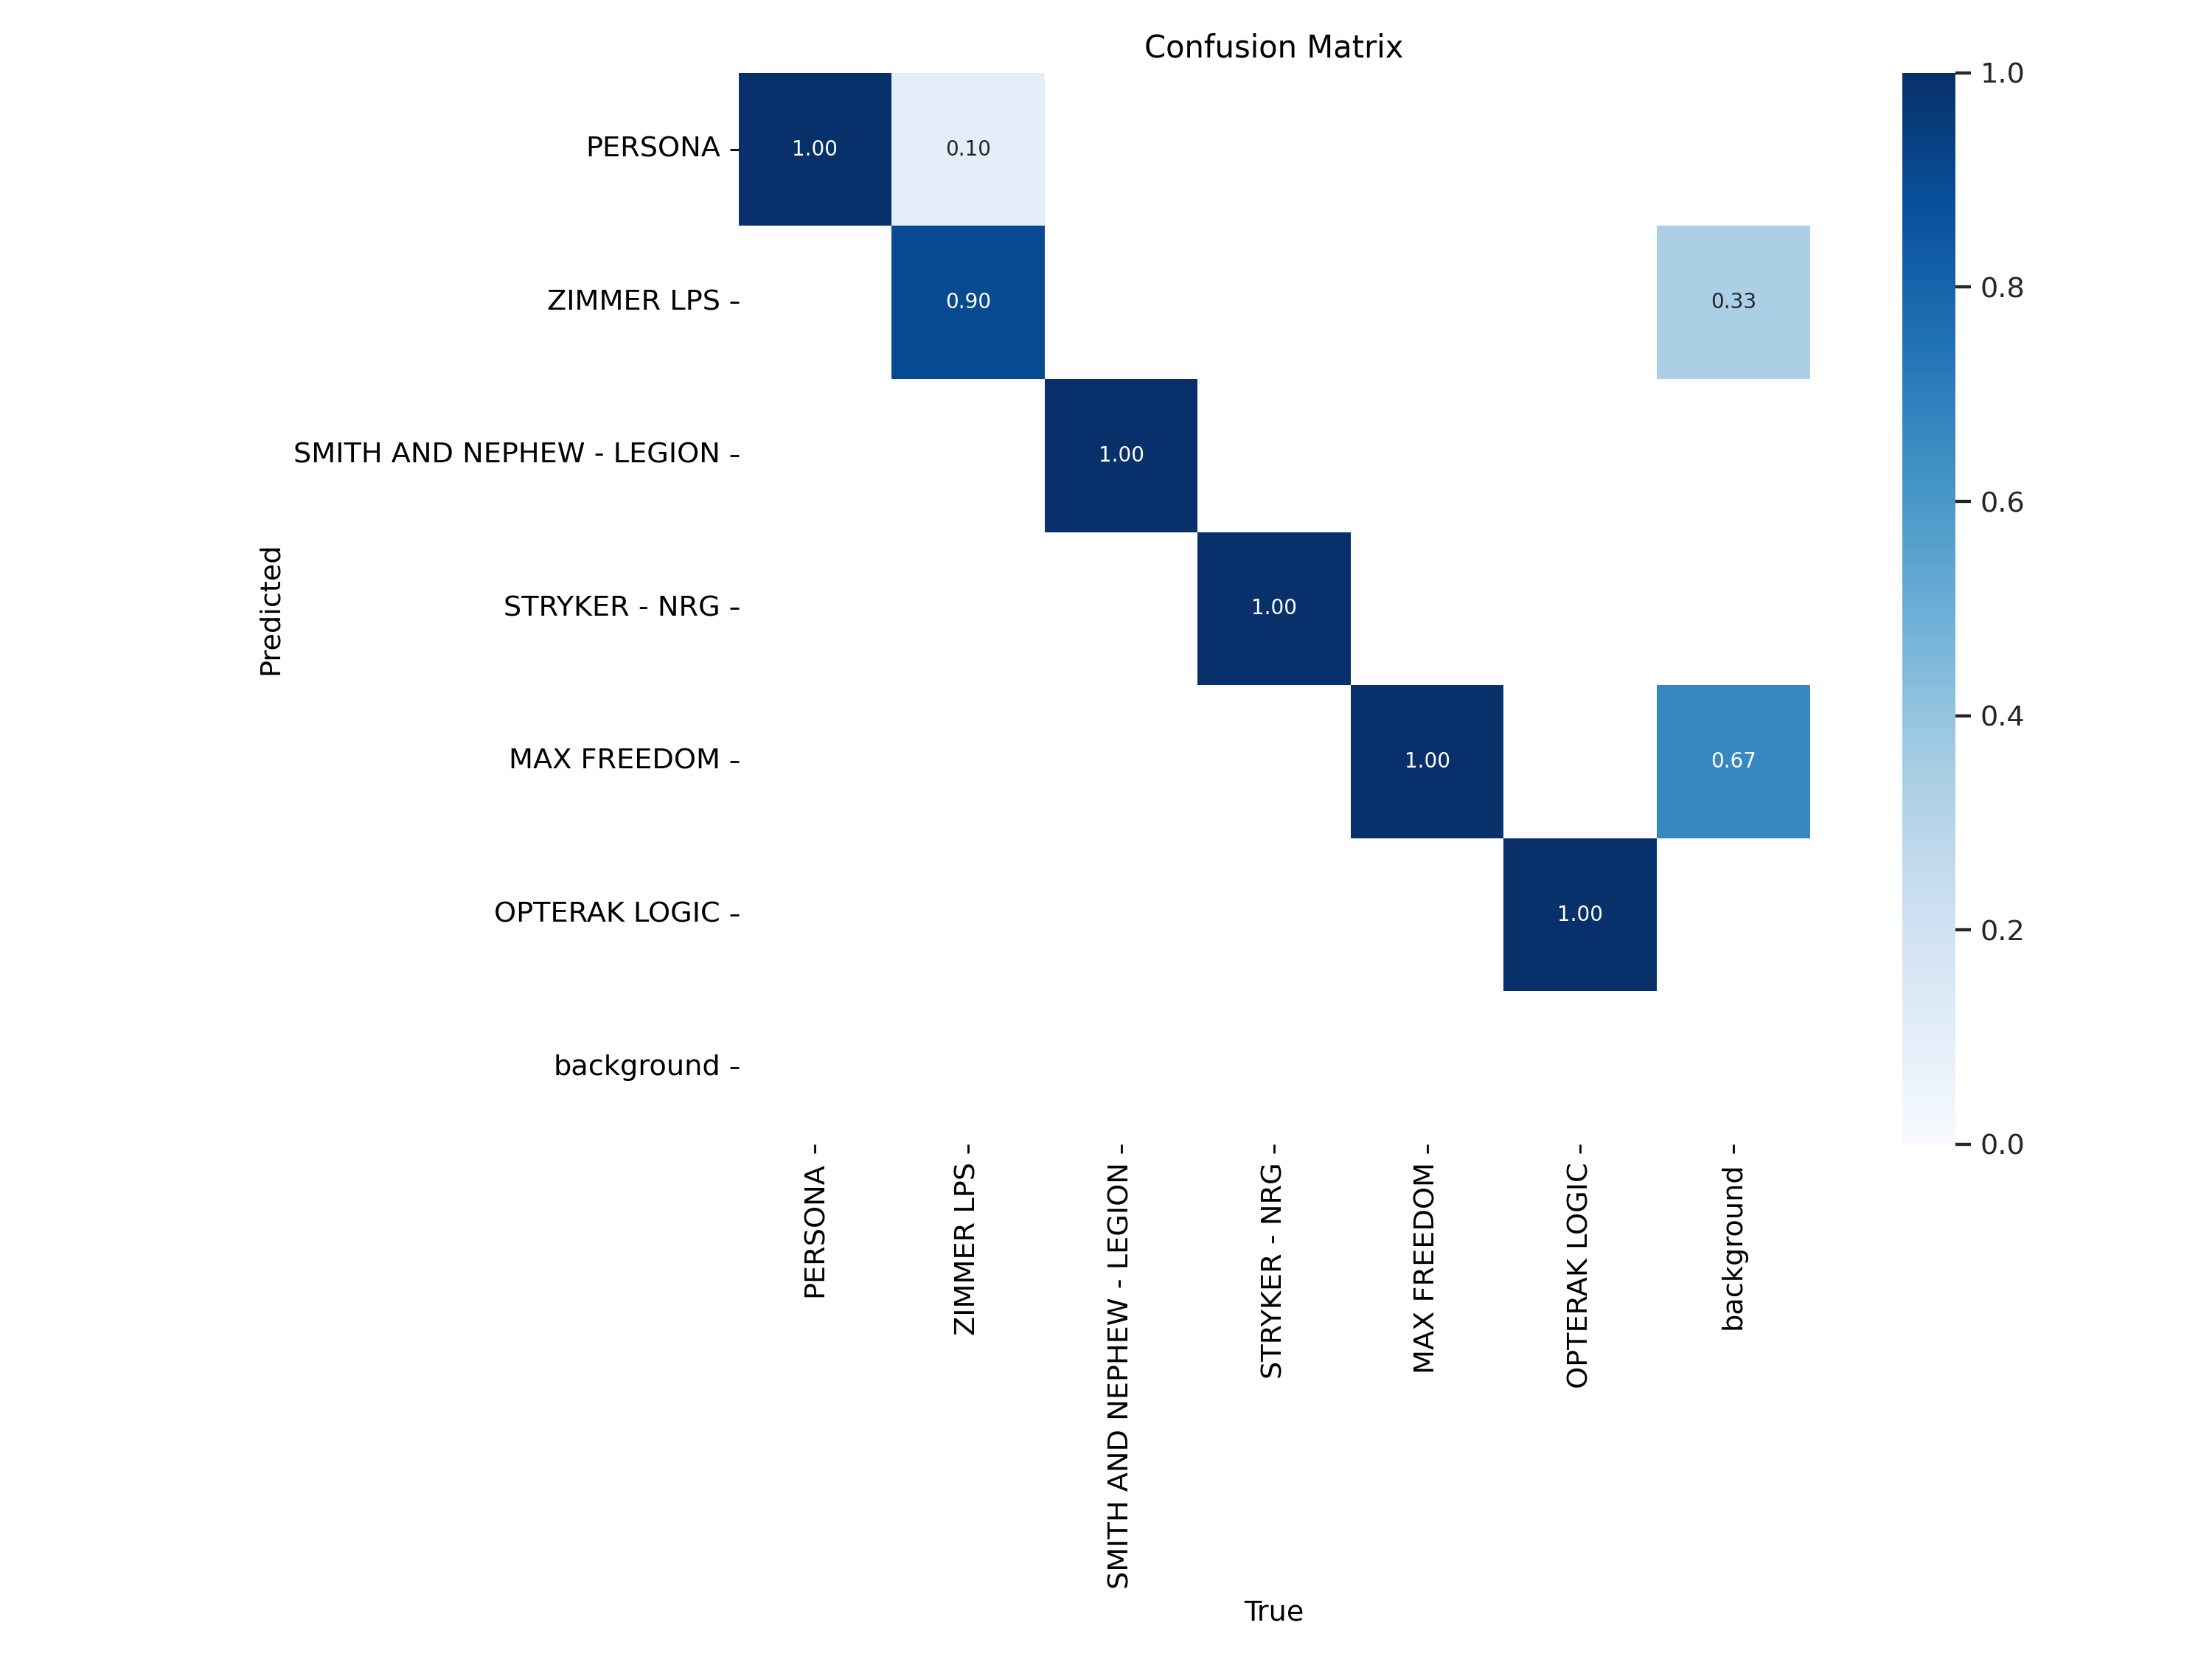 Confusion Matrix
PERSONA
ZIMMER LPS
SMITH AND NEPHEW - LEGION
STRYKER - NRG
MAX FREEDOM
OPTERAK LOGIC
background
Predicted
1.00 0.10
0.90 0.33
1.00
1.00
1.00 0.67
1.00
1.0
0.8
0.6
0.4
0.2
0.0
PERSONA
ZIMMER LPS
SMITH AND NEPHEW - LEGION
STRYKER - NRG
MAX FREEDOM
OPTERAK LOGIC
background
True